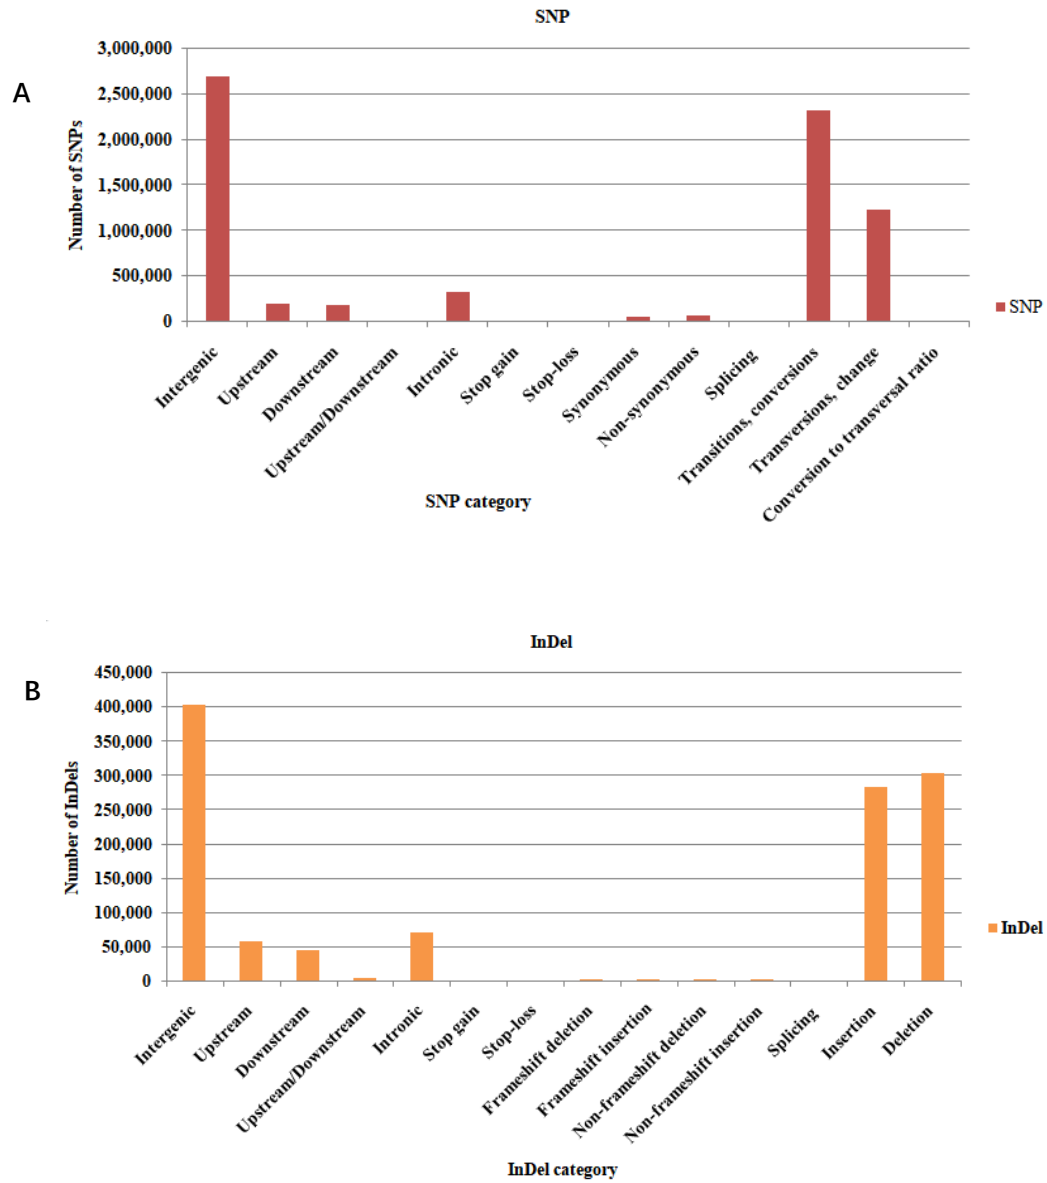 SNP
A
3,000,000
2,500,000
2,000,000
1,500,000
1,000,000
500,000
0
Number of SNPs
Intergenic
Upstream
Downstream
Upstream/Downstream
Intronic
Stop gain
Stop-loss
Synonymous
Non-synonymous
Splicing
Transitions, conversions
Transversions, change
Conversion to transversal ratio
SNP category
SNP
InDel
B
450,000
400,000
350,000
300,000
250,000
200,000
150,000
100,000
50,000
0
Number of InDels
Intergenic
Upstream
Downstream
Upstream/Downstream
Intronic
Stop gain
Stop-loss
Frameshift deletion
Frameshift insertion
Non-frameshift deletion
Non-frameshift insertion
Splicing
Insertion
Deletion
InDel category
InDel